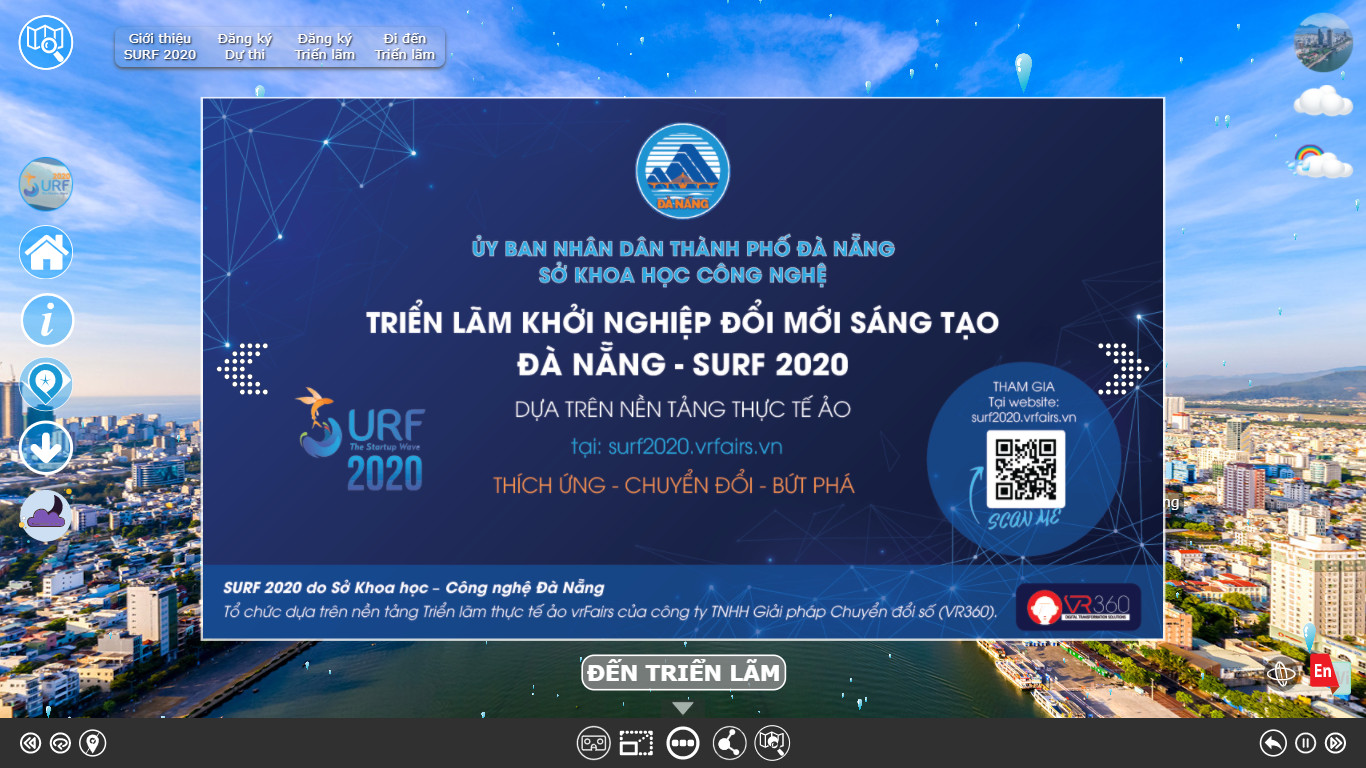 Giới thiệu
SURF 2020
Đăng ký
Dự thi
Đăng ký
Triển lãm
Đi đến
Triển lãm
URF
ĐÀ NẴNG
ỦY BAN NHÂN DÂN THÀNH PHỐ ĐÀ NẴNG
SỞ KHOA HỌC CÔNG NGHỆ
TRIỂN LÃM KHỞI NGHIỆP ĐỔI MỚI SÁNG TẠO
ĐÀ NẴNG - SURF 2020
DỰA TRÊN NỀN TẢNG THỰC TẾ ẢO
tại: surf2020.vrfairs.vn
THÍCH ỨNG - CHUYỂN ĐỔI - BỨT PHÁ
URF
The Startup Wave
2020
THAM GIA
Tại website:
surf2020.vrfairs.vn
SCAN ME
ng
SURF 2020 do Sở Khoa học – Công nghệ Đà Nẵng
Tổ chức dựa trên nền tảng Triển lãm thực tế ảo vrFairs của công ty TNHH Giải pháp Chuyển đổi số (VR360).
VR360
DIGITAL TRANSFORMATION SOLUTIONS
ĐẾN TRIỂN LÃM
En